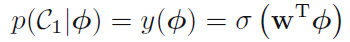 p(𝒞₁|ϕ) = y(ϕ) = σ (wᵀϕ)